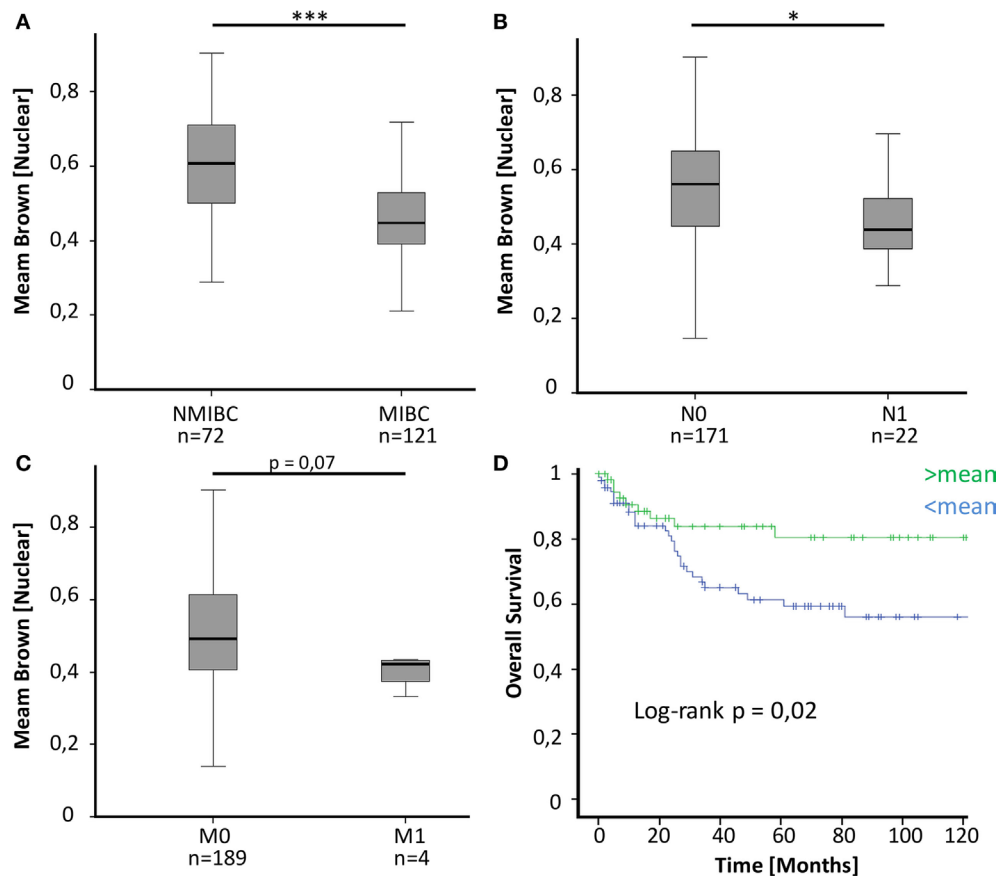 A
***
Meam Brown [Nuclear]
0,8
0,6
0,4
0,2
0
NMIBC
n=72
MIBC
n=121
B
*
Meam Brown [Nuclear]
0,8
0,6
0,4
0,2
0
N0
n=171
N1
n=22
C
p = 0,07
Meam Brown [Nuclear]
0,8
0,6
0,4
0,2
0
M0
n=189
M1
n=4
D
>mean
<mean
Overall Survival
1
0,8
0,6
0,4
0,2
0
Log-rank p = 0,02
0 20 40 60 80 100 120
Time [Months]